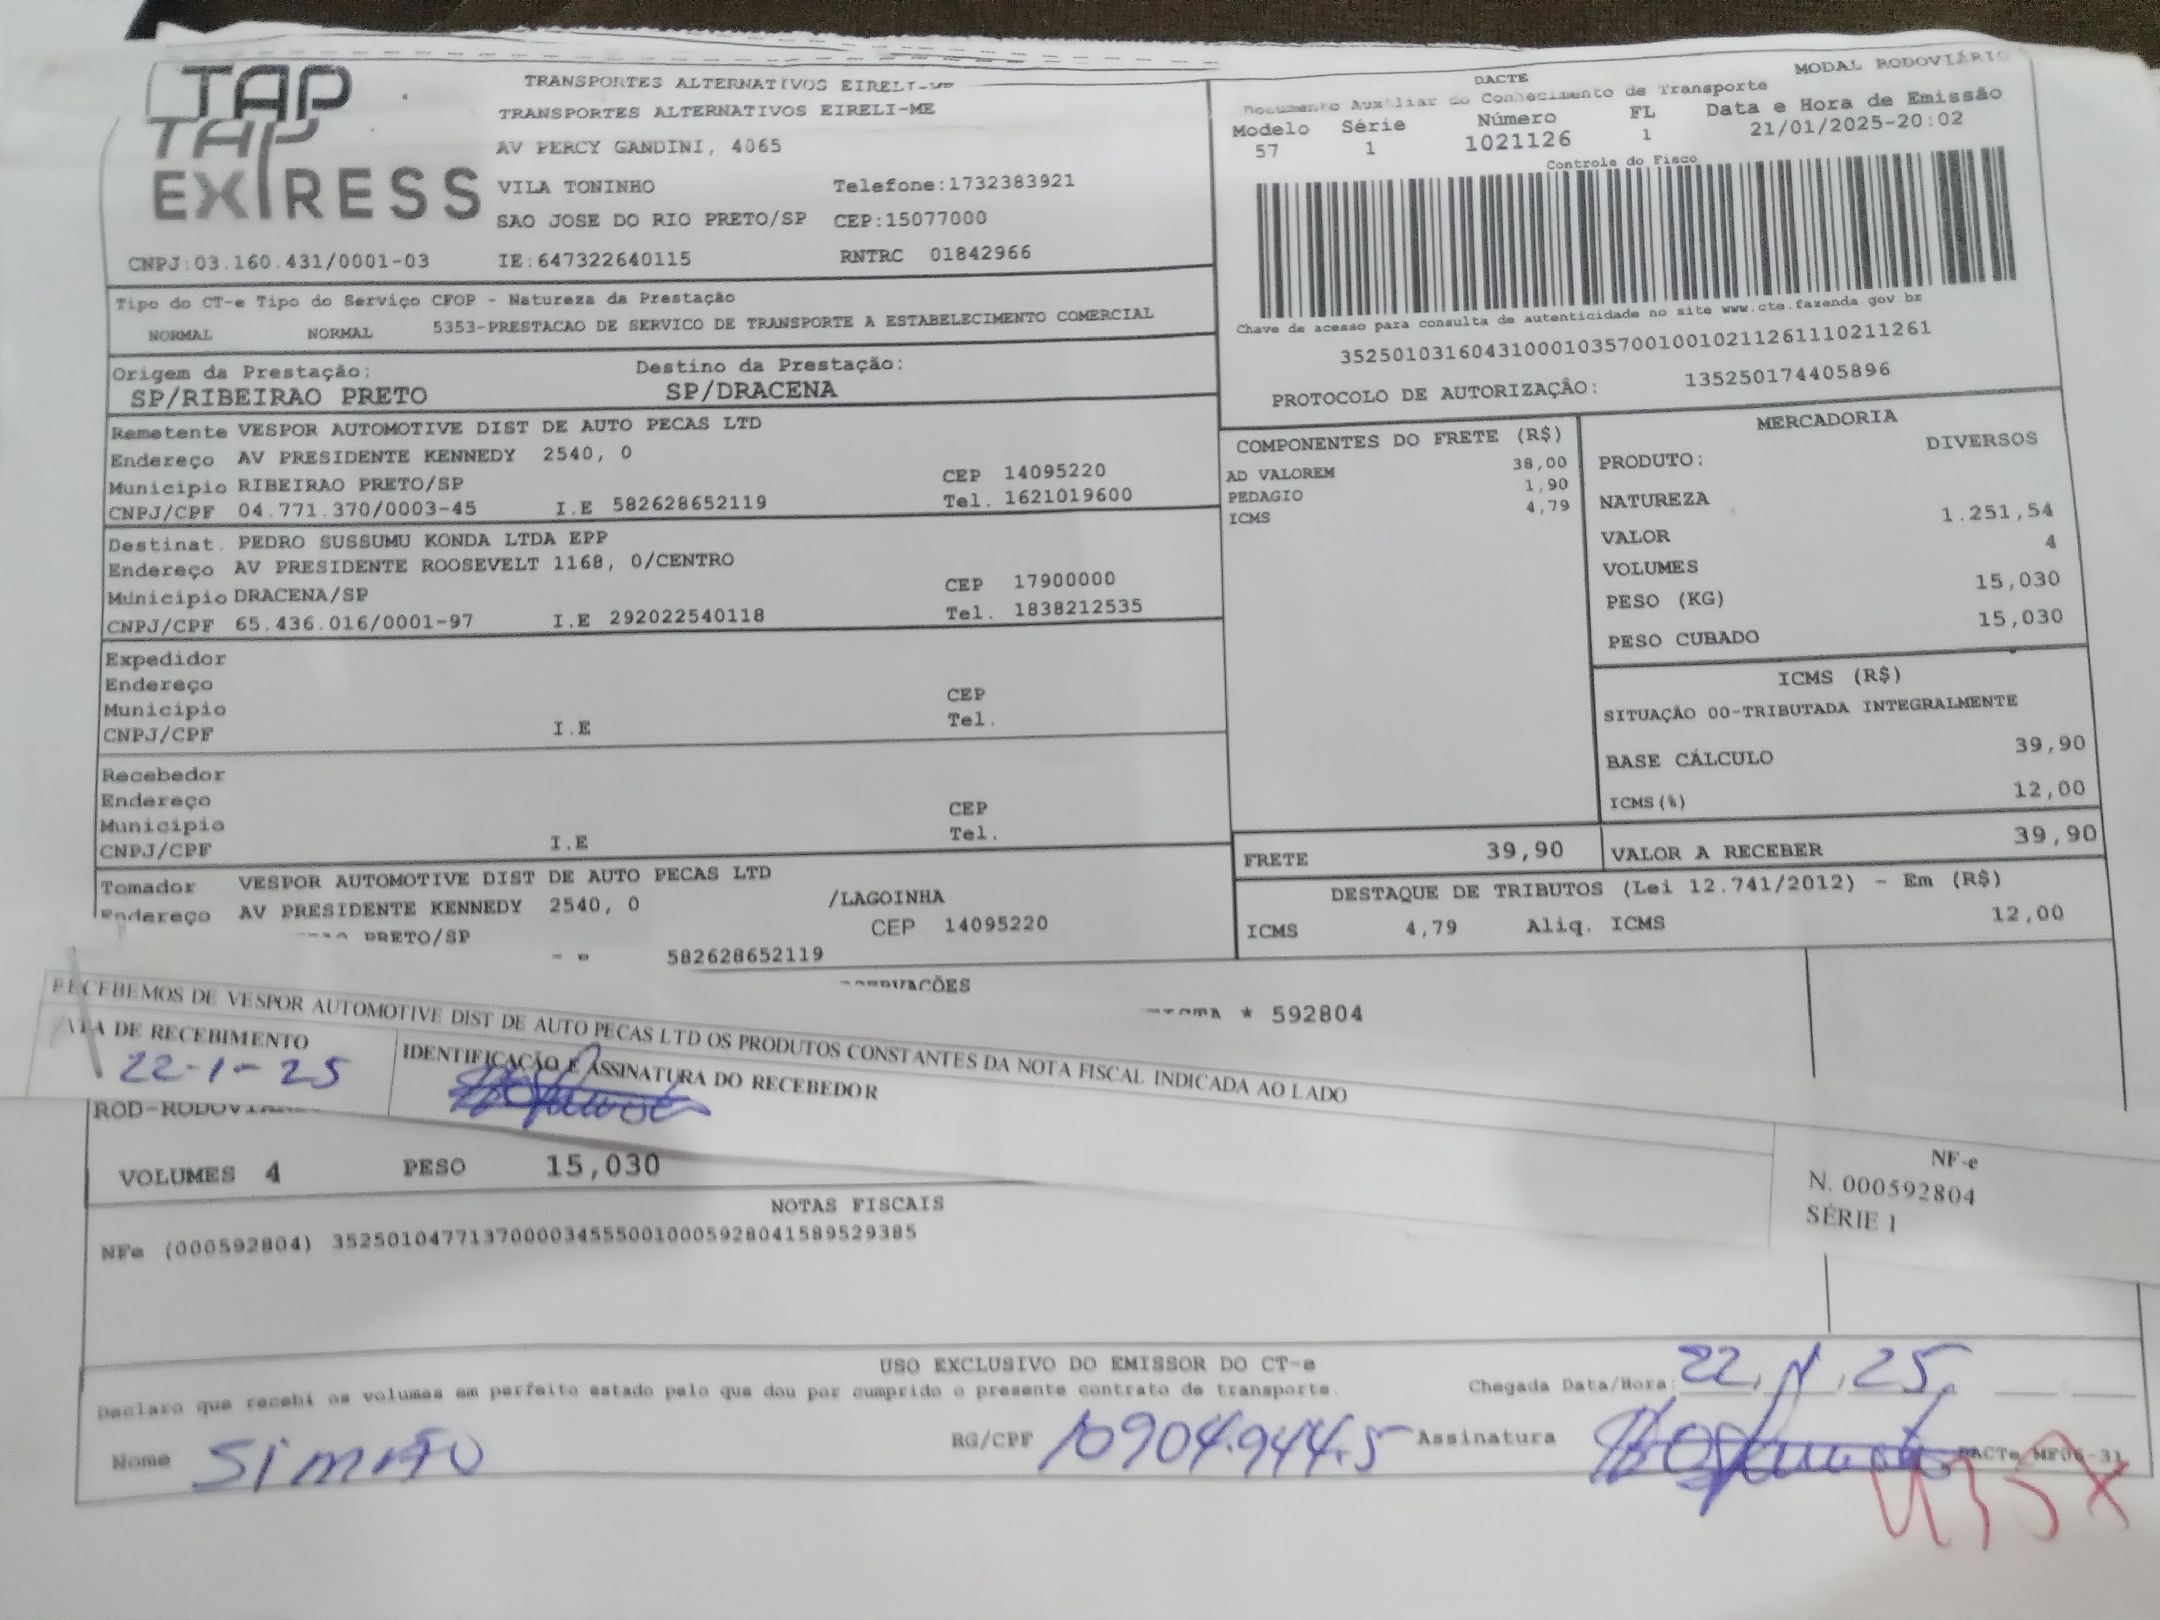 TAP
TAP
EXPRESS
TRANSPORTES ALTERNATIVOS EIRELI-ME
TRANSPORTES ALTERNATIVOS EIRELI-ME
AV PERCY GANDINI, 4065
VILA TONINHO Telefone:1732383921
SAO JOSE DO RIO PRETO/SP CEP:15077000
CNPJ:03.160.431/0001-03 IE:647322640115 RNTRC 01842966
DACTE MODAL RODOVIÁRIO
Documento Auxiliar do Conhecimento de Transporte
Modelo Série Número FL Data e Hora de Emissão
57 1 1021126 1 21/01/2025-20:02
Controle do Fisco
Chave de acesso para consulta de autenticidade no site www.cte.fazenda.gov.br
35250103160431000103570010010211261110211261
PROTOCOLO DE AUTORIZAÇÃO: 135250174405896
Tipo do CT-e Tipo do Serviço CFOP - Natureza da Prestação
NORMAL NORMAL 5353-PRESTACAO DE SERVICO DE TRANSPORTE A ESTABELECIMENTO COMERCIAL
Origem da Prestação: Destino da Prestação:
SP/RIBEIRAO PRETO SP/DRACENA
Remetente VESPOR AUTOMOTIVE DIST DE AUTO PECAS LTD
Endereço AV PRESIDENTE KENNEDY 2540, 0
Município RIBEIRAO PRETO/SP CEP 14095220
CNPJ/CPF 04.771.370/0003-45 I.E 582628652119 Tel. 1621019600
Destinat. PEDRO SUSSUMU KONDA LTDA EPP
Endereço AV PRESIDENTE ROOSEVELT 1168, 0/CENTRO
Município DRACENA/SP CEP 17900000
CNPJ/CPF 65.436.016/0001-97 I.E 292022540118 Tel. 1838212535
Expedidor
Endereço
Município CEP
CNPJ/CPF I.E Tel.
Recebedor
Endereço
Município CEP
CNPJ/CPF I.E Tel.
Tomador VESPOR AUTOMOTIVE DIST DE AUTO PECAS LTD
Endereço AV PRESIDENTE KENNEDY 2540, 0 /LAGOINHA
PRETO/SP CEP 14095220
582628652119
COMPONENTES DO FRETE (R$)
AD VALOREM 38,00
PEDAGIO 1,90
ICMS 4,79
MERCADORIA
PRODUTO: DIVERSOS
NATUREZA
VALOR 1.251,54
VOLUMES 4
PESO (KG) 15,030
PESO CUBADO 15,030
ICMS (R$)
SITUAÇÃO 00-TRIBUTADA INTEGRALMENTE
BASE CÁLCULO 39,90
ICMS(%) 12,00
FRETE 39,90 VALOR A RECEBER 39,90
DESTAQUE DE TRIBUTOS (Lei 12.741/2012) - Em (R$)
ICMS 4,79 Aliq. ICMS 12,00
* 592804
RECEBEMOS DE VESPOR AUTOMOTIVE DIST DE AUTO PECAS LTD OS PRODUTOS CONSTANTES DA NOTA FISCAL INDICADA AO LADO
DE RECEBIMENTO IDENTIFICAÇÃO E ASSINATURA DO RECEBEDOR
22-1-25
NF-e
N. 000592804
SÉRIE 1
VOLUMES 4 PESO 15,030
NOTAS FISCAIS
NFe (000592804) 35250104771370000345550010005928041589529385
USO EXCLUSIVO DO EMISSOR DO CT-e
Declaro que recebi os volumes em perfeito estado pelo que dou por cumprido o presente contrato de transporte. Chegada Data/Hora: 22 1 25
Nome Simião RG/CPF 10904.944.5 Assinatura